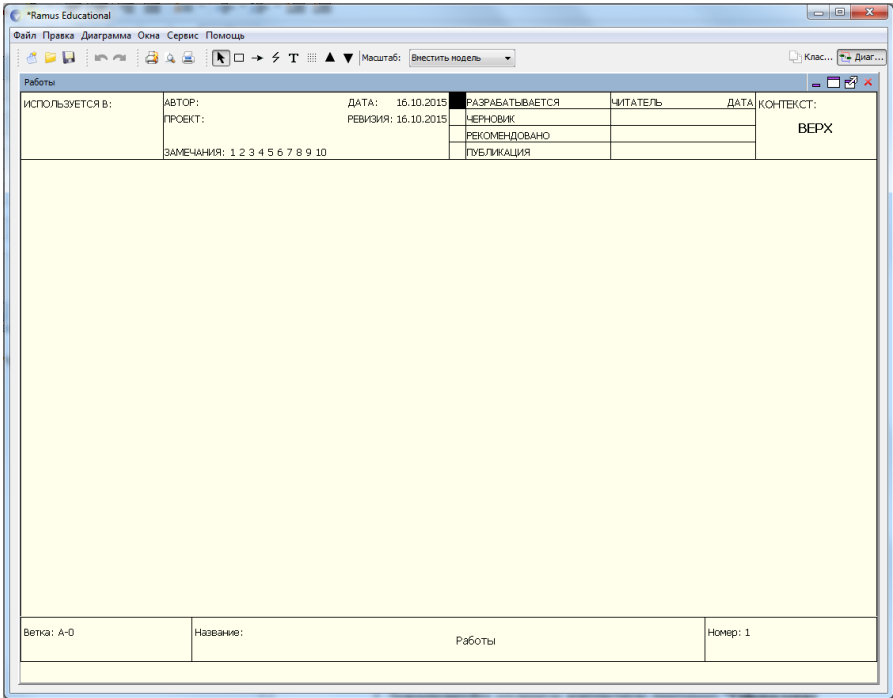 *Ramus Educational
Файл Правка Диаграмма Окна Сервис Помощь
T Масштаб: Вместить модель Клас... Диаг...
Работы
ИСПОЛЬЗУЕТСЯ В: АВТОР: ДАТА: 16.10.2015 РАЗРАБАТЫВАЕТСЯ ЧИТАТЕЛЬ ДАТА КОНТЕКСТ:
ПРОЕКТ: РЕВИЗИЯ: 16.10.2015 ЧЕРНОВИК ВЕРХ
РЕКОМЕНДОВАНО
ЗАМЕЧАНИЯ: 1 2 3 4 5 6 7 8 9 10 ПУБЛИКАЦИЯ
Ветка: A-0 Название: Работы Номер: 1